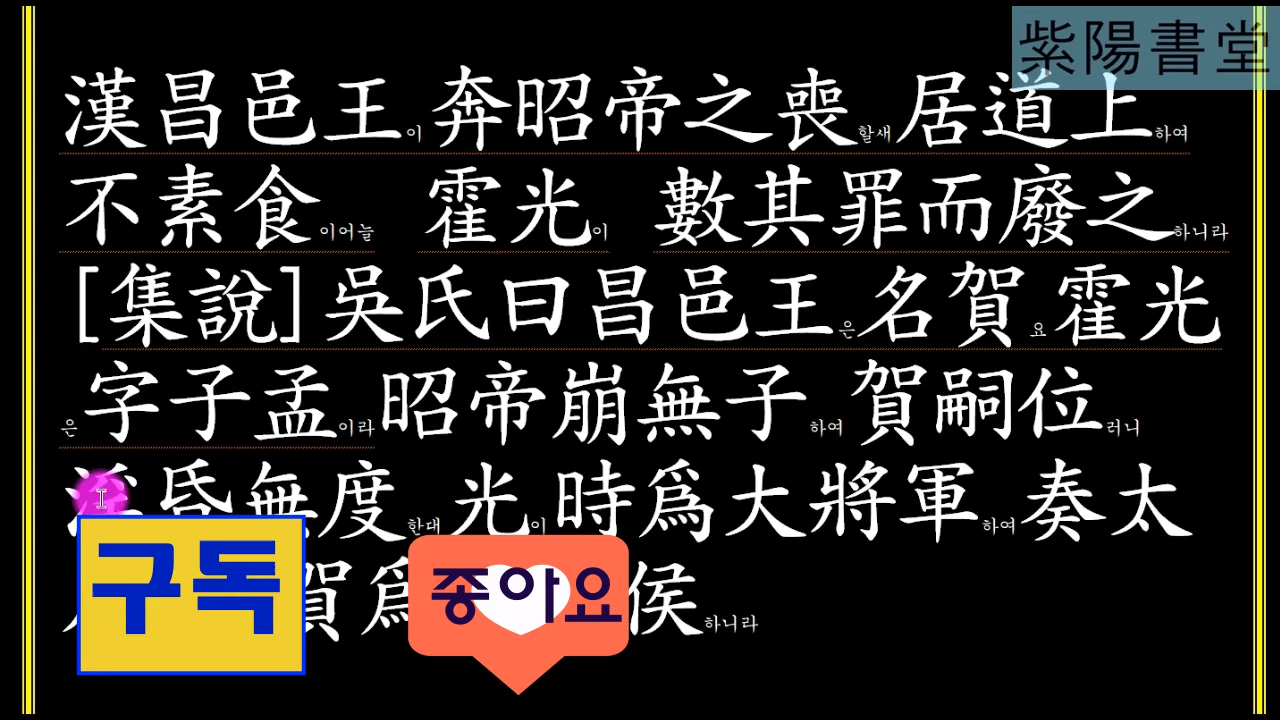 紫陽書堂
漢昌邑王이 奔昭帝之喪할새 居道上하여
不素食이어늘 霍光이 數其罪而廢之하니라
[集說] 吳氏曰昌邑王은名賀요 霍光
은字子孟이라 昭帝崩無子하여 賀嗣位러니
昏無度한대 光이 時爲大將軍하여 奏太
賀爲 侯하니라
구독
좋아요